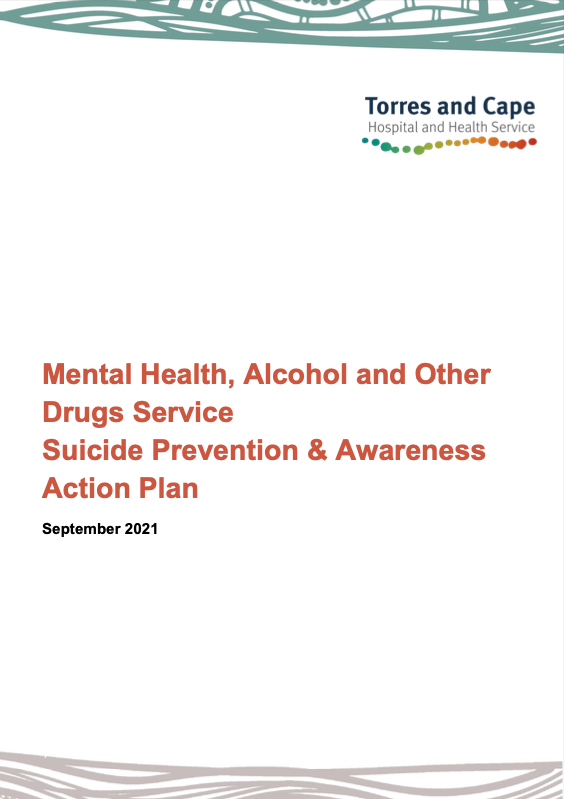 Torres and Cape
Hospital and Health Service
Mental Health, Alcohol and Other
Drugs Service
Suicide Prevention & Awareness
Action Plan
September 2021